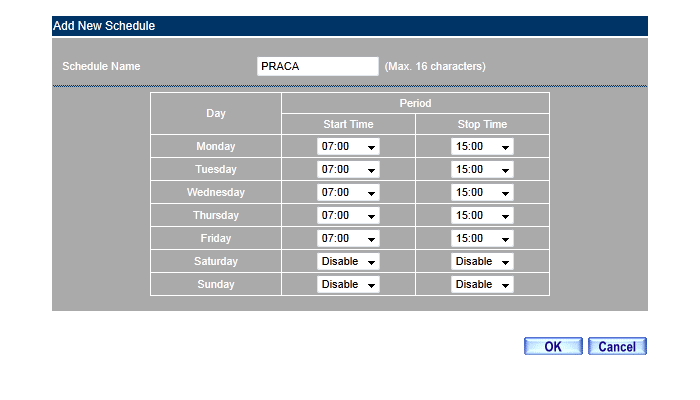 Add New Schedule
Schedule Name PRACA (Max. 16 characters)
Day Period
Start Time Stop Time
Monday 07:00 15:00
Tuesday 07:00 15:00
Wednesday 07:00 15:00
Thursday 07:00 15:00
Friday 07:00 15:00
Saturday Disable Disable
Sunday Disable Disable
OK Cancel